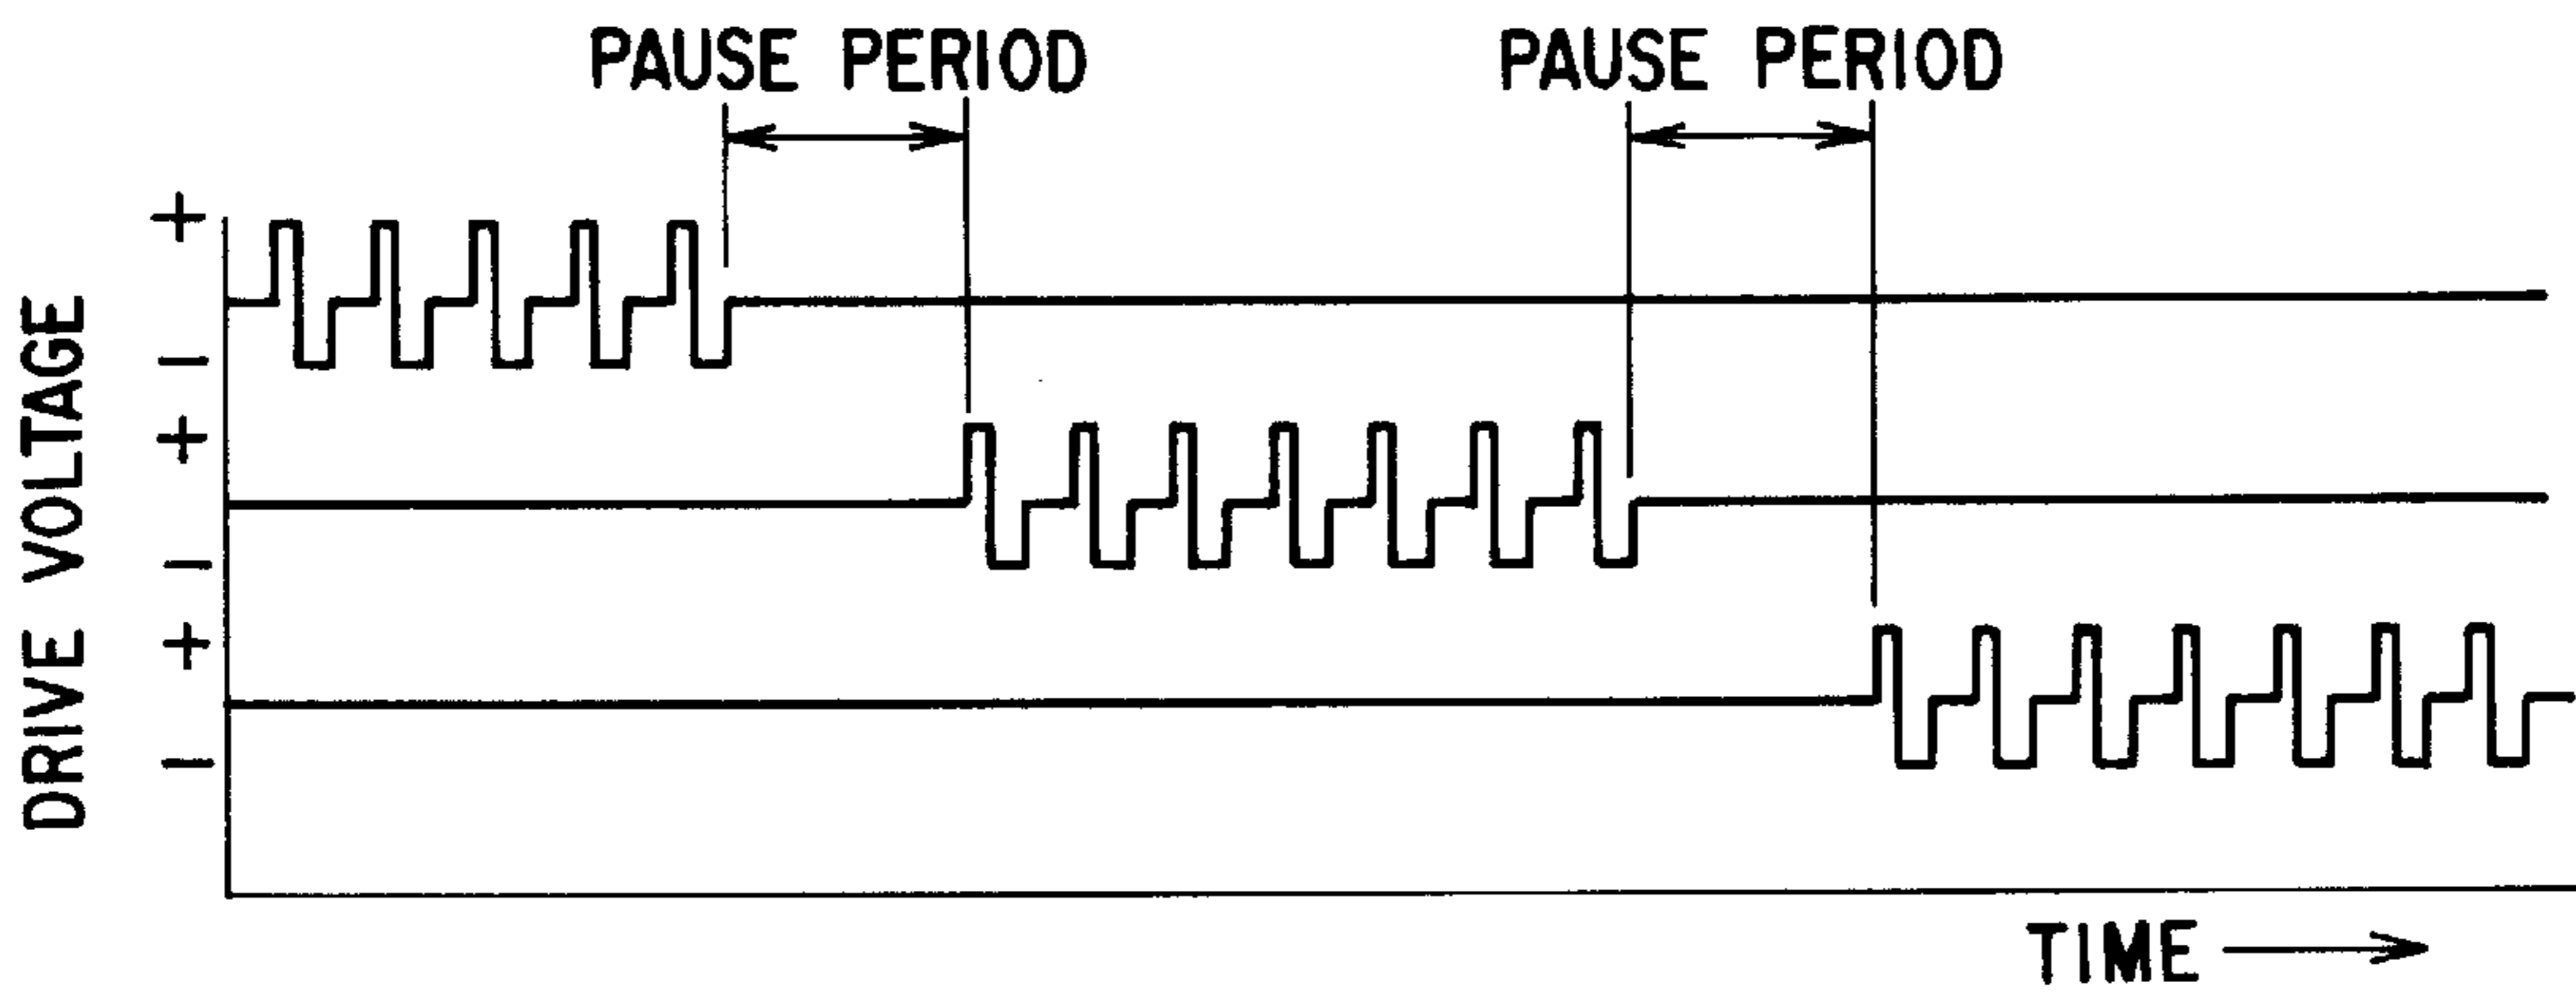 PAUSE PERIOD
PAUSE PERIOD
+
−
+
−
+
−
DRIVE VOLTAGE
TIME